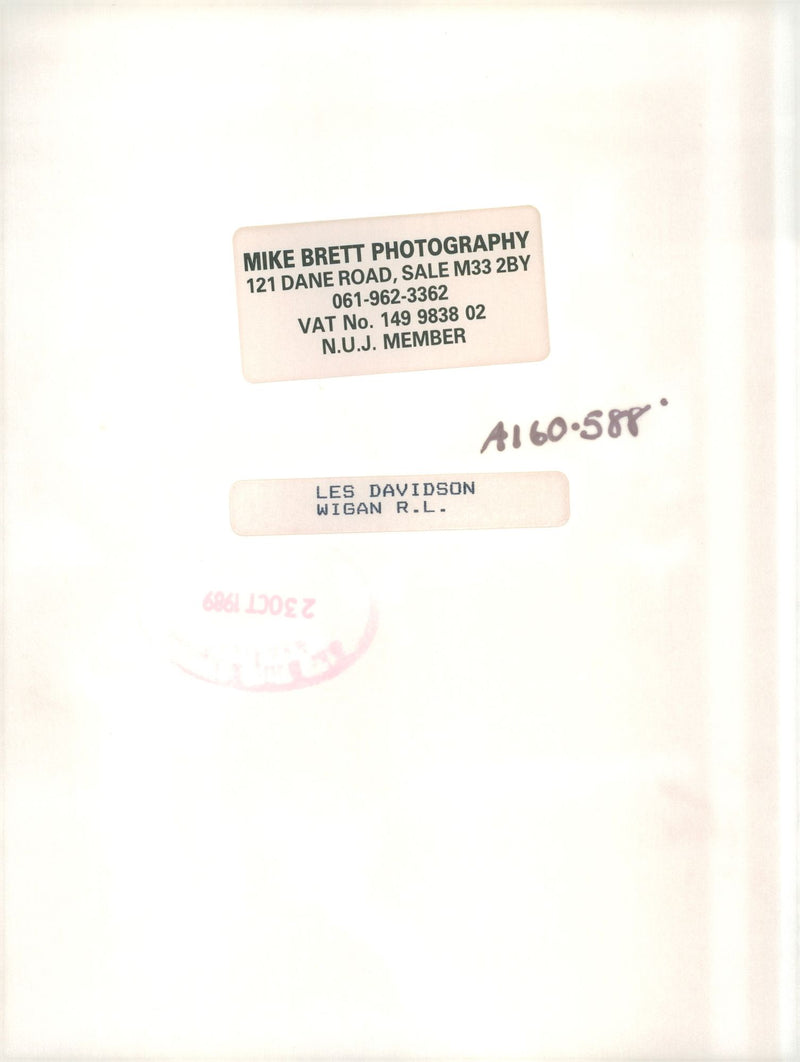 MIKE BRETT PHOTOGRAPHY
121 DANE ROAD, SALE M33 2BY
061-962-3362
VAT No. 149 9838 02
N.U.J. MEMBER
A160.588
LES DAVIDSON
WIGAN R.L.
23 OCT 1989